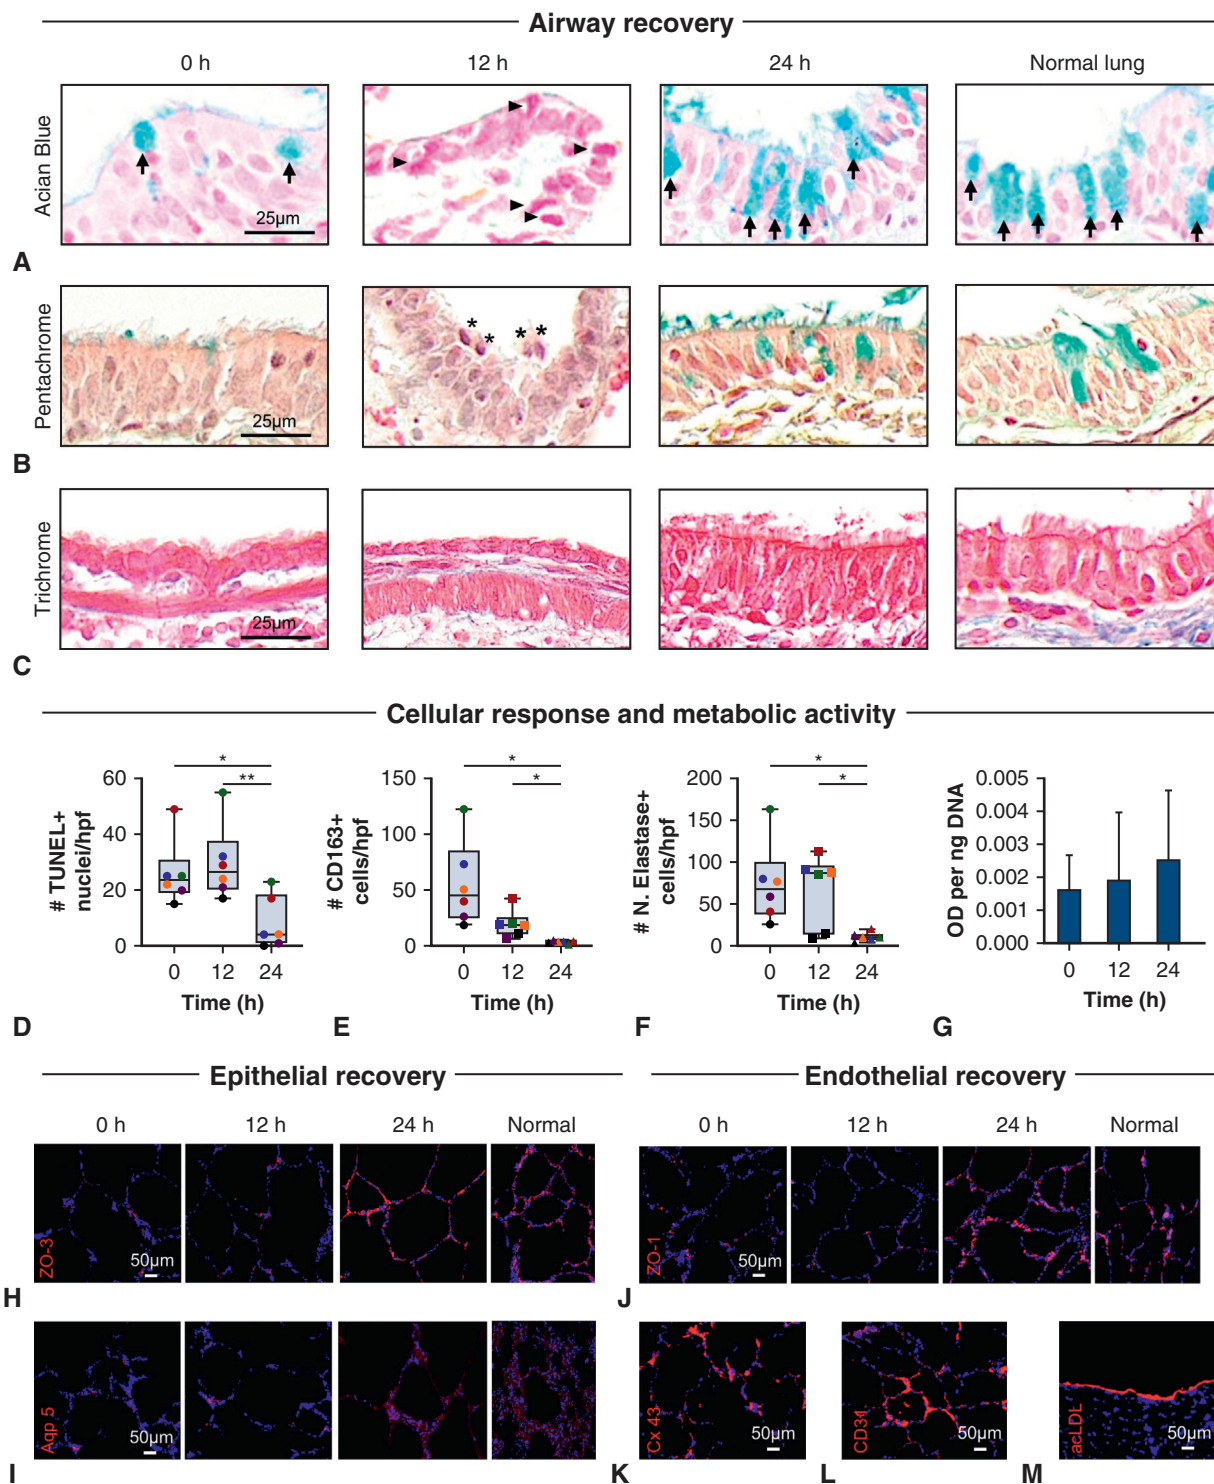 Airway recovery
0 h 12 h 24 h Normal lung
Acian Blue
25µm
A
Pentachrome
* * * *
25µm
B
Trichrome
25µm
C
Cellular response and metabolic activity
# TUNEL+ nuclei/hpf
60
40
20
0
* **
0 12 24
Time (h)
D
# CD163+ cells/hpf
150
100
50
0
* *
0 12 24
Time (h)
E
# N. Elastase+ cells/hpf
200
150
100
50
0
* *
0 12 24
Time (h)
F
OD per ng DNA
0.005
0.004
0.003
0.002
0.001
0.000
0 12 24
Time (h)
G
Epithelial recovery
0 h 12 h 24 h Normal
ZO-3
50µm
H
Aqp 5
50µm
I
Endothelial recovery
0 h 12 h 24 h Normal
ZO-1
50µm
J
Cx 43
50µm
K
CD31
50µm
L
acLDL
50µm
M